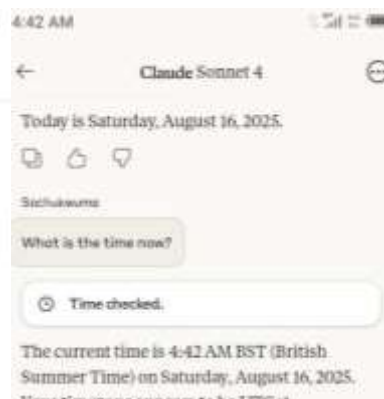 4:42 AM
Claude Sonnet 4
Today is Saturday, August 16, 2025.
What is the time now?
Time checked.
The current time is 4:42 AM BST (British
Summer Time) on Saturday, August 16, 2025.